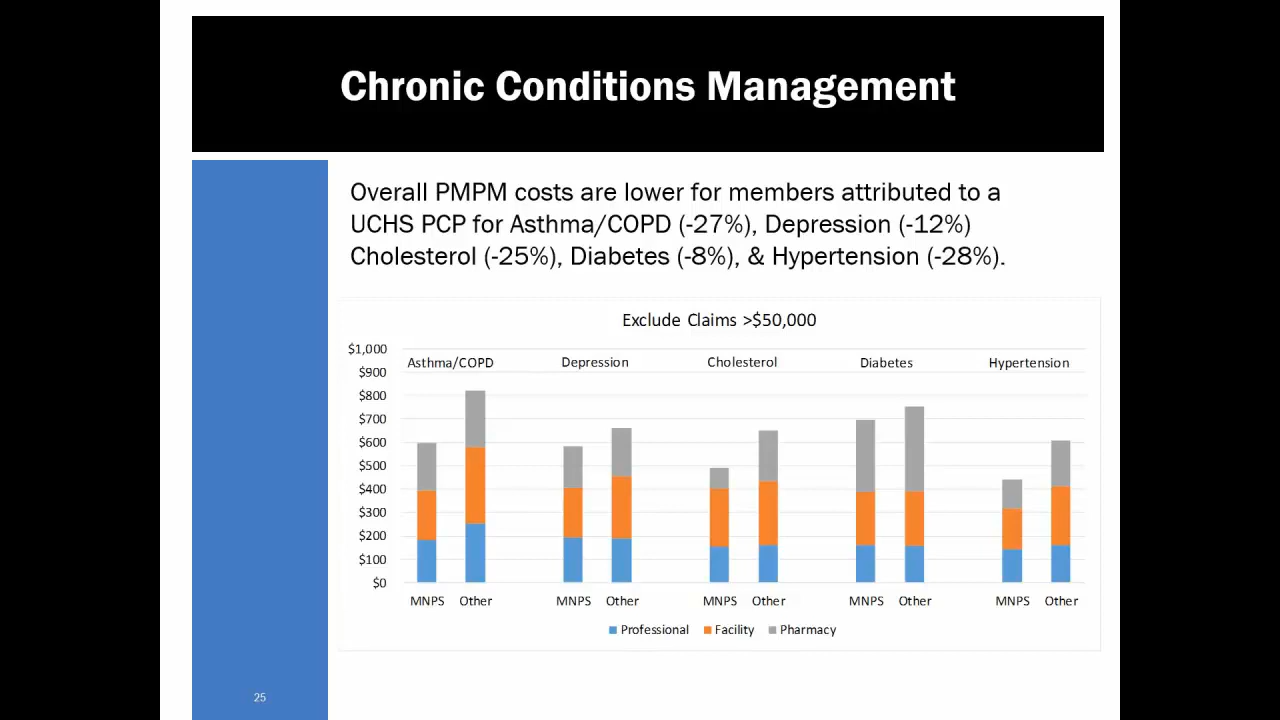 Chronic Conditions Management
Overall PMPM costs are lower for members attributed to a
UCHS PCP for Asthma/COPD (-27%), Depression (-12%)
Cholesterol (-25%), Diabetes (-8%), & Hypertension (-28%).
Exclude Claims >$50,000
$1,000
Asthma/COPD Depression Cholesterol Diabetes Hypertension
$900
$800
$700
$600
$500
$400
$300
$200
$100
$0
MNPS Other MNPS Other MNPS Other MNPS Other MNPS Other
Professional Facility Pharmacy
25